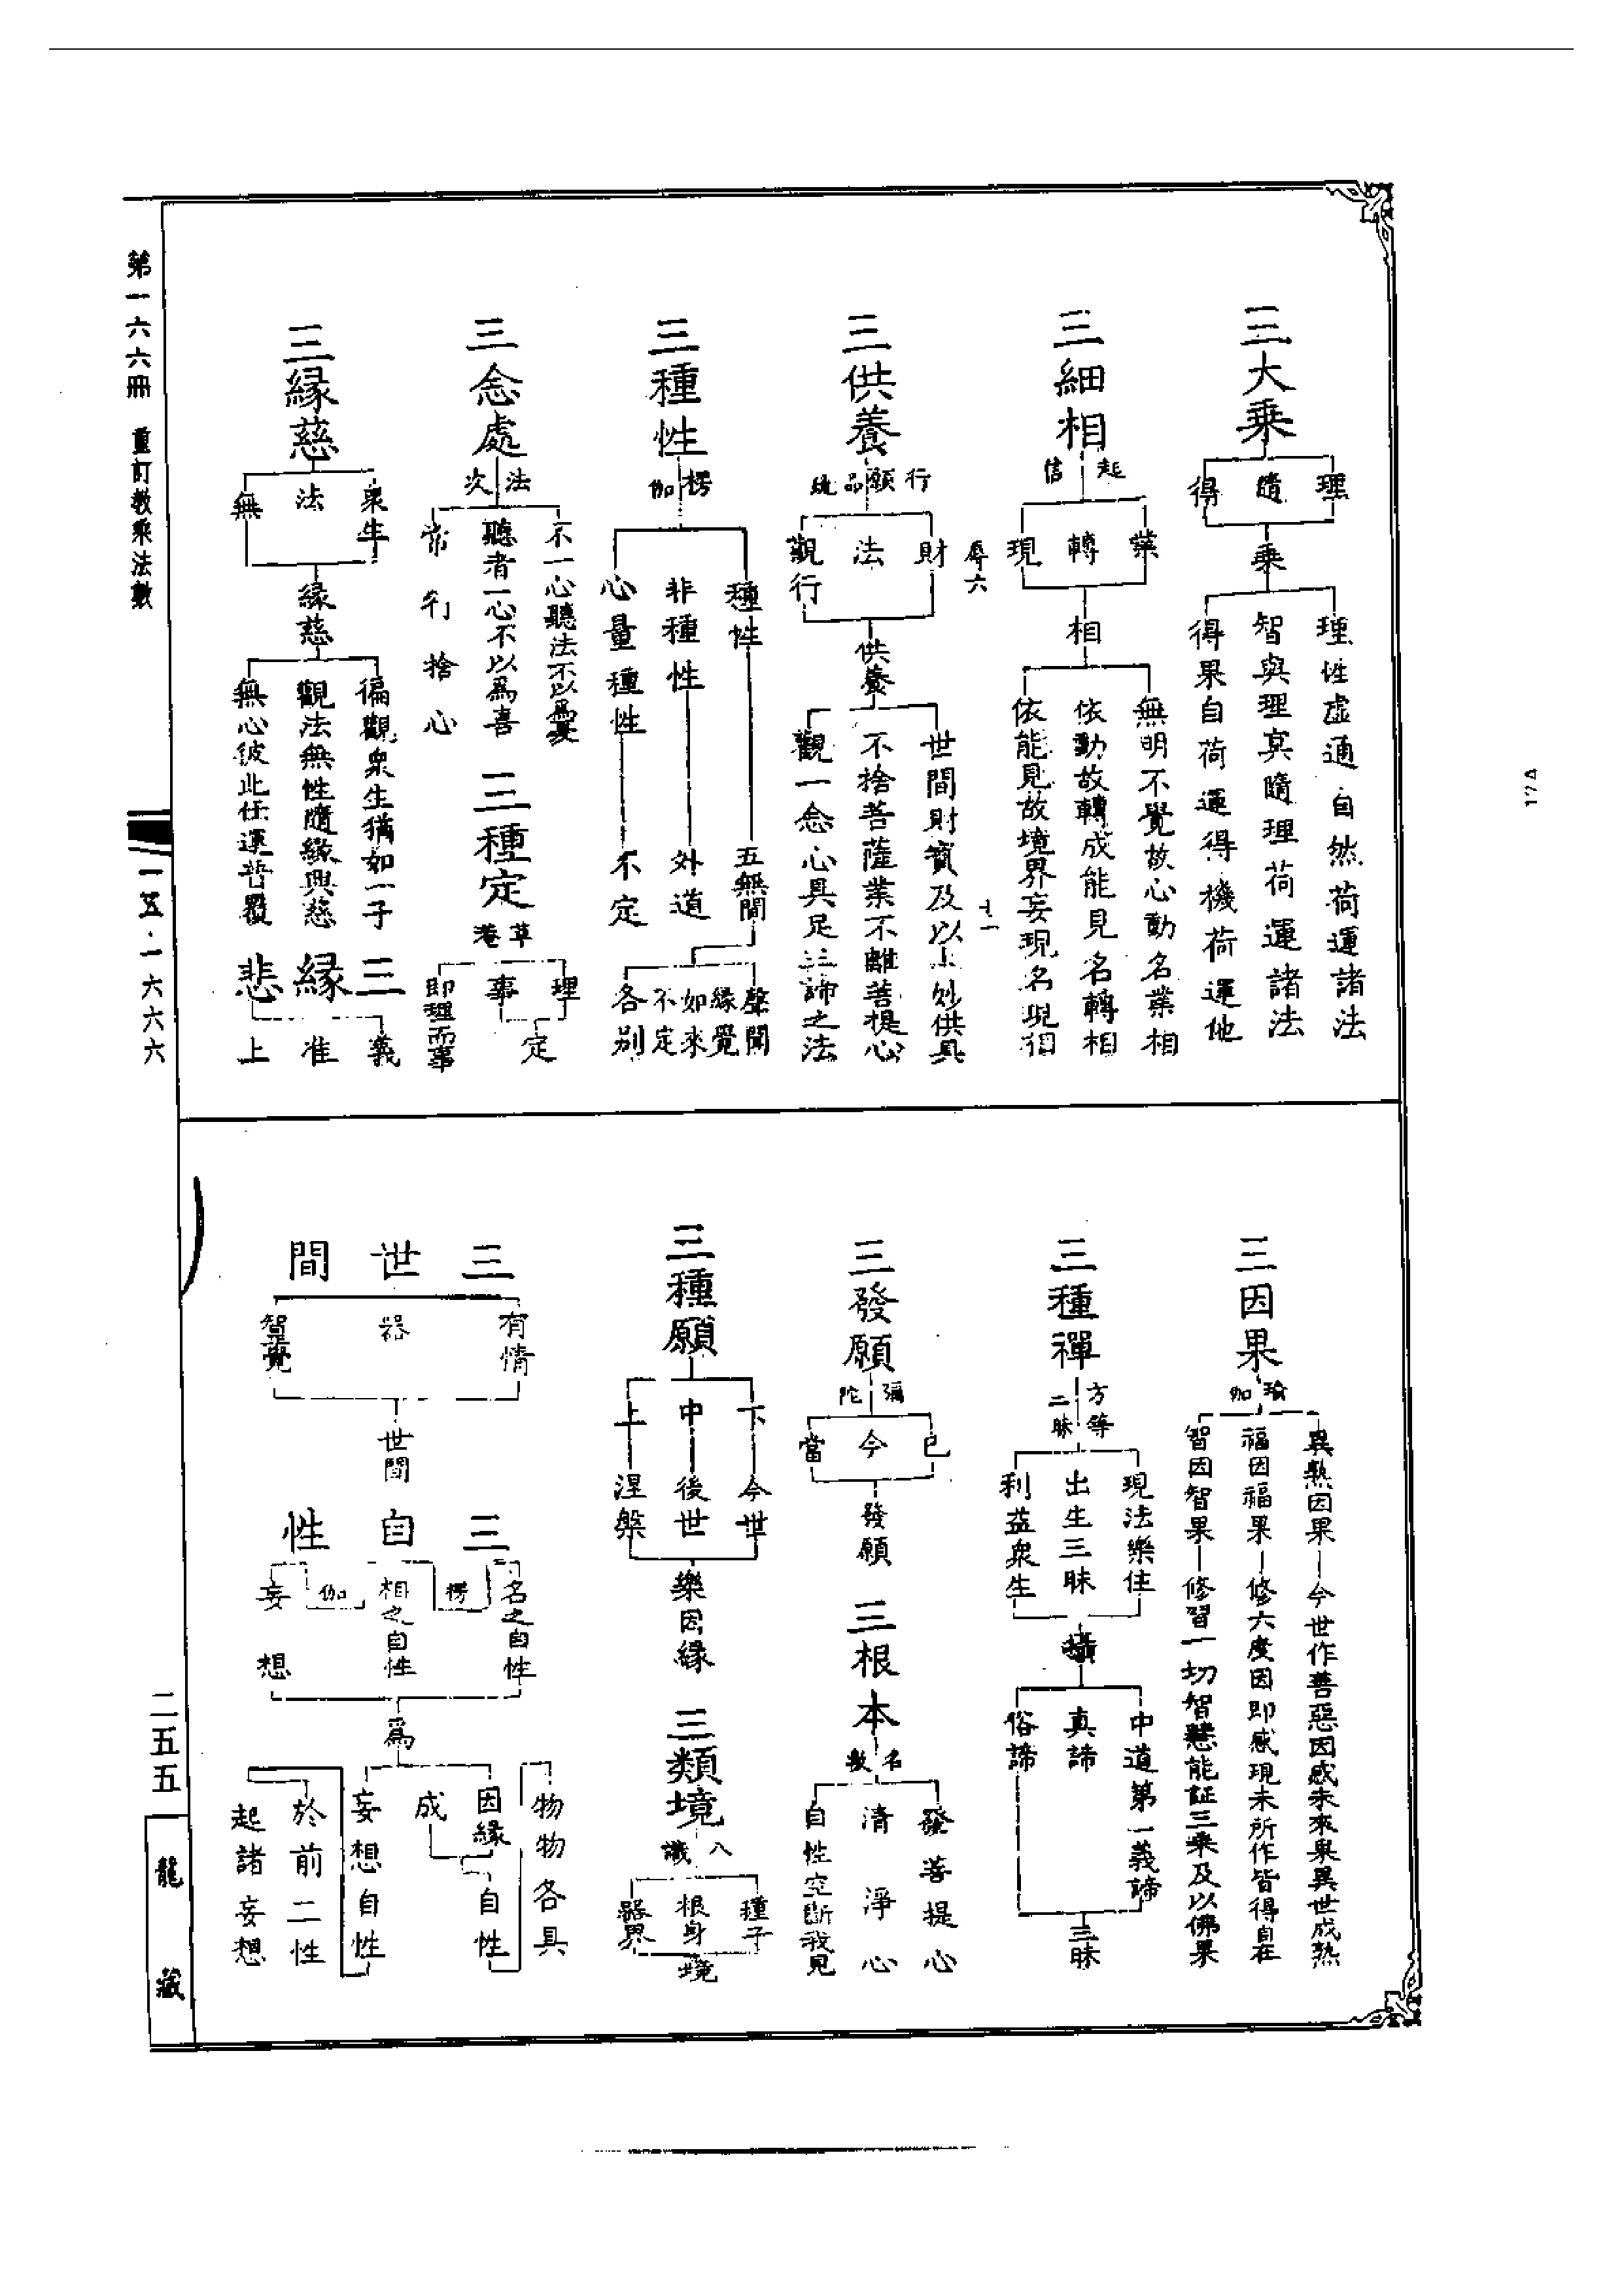 三大乘
理
隨
得
乘
理性虛通自然荷運諸法
智與理冥隨理荷運諸法
得果自荷運得機荷運他
三細相
起
信
業
轉
現
相
無明不覺故心動名業相
依動故轉成能見名轉相
依能見故境界妄現名現相
三供養
行
願
品
疏
財
法
觀行
供養
世間財寶及以上妙供具
不捨菩薩業不離菩提心
觀一念心具足三諦之法
辱六
十一
三種性
楞
伽
種性
非種性
心量種性
五無間
外道
不定
聲聞
緣覺
如來
不定
各別
三念處
法
次
不一心聽法不以為憂
聽者一心不以為喜
常行捨心
三種定
草
菴
理
事
定
即理而事
三緣慈
眾生
法
無
緣慈
徧觀眾生猶如一子
觀法無性隨緣與慈
無心彼此任運普覆
三緣悲
義
准
上
第一六六冊 重訂教乘法數
一五·一六六六
三因果
瑜
伽
異熟因果—今世作善惡因感未來果異世成熟
福因福果—修六度因即感現未所作皆得自在
智因智果—修習一切智慧能証三乘及以佛果
三種禪
方等
二昧
現法樂住
出生三昧
利益眾生
攝
中道第一義諦
真諦
俗諦
三昧
三發願
彌
陀
已
今
當
發願
三根本
名
數
發菩提心
清淨心
自性空斷我見
三種願
下
中
上
今世
後世
涅槃
樂因緣
三類境
八
識
種子
根身
器界
境
三世間
有情
器
智正覺
世間
三自性
楞
伽
名之自性
相之自性
妄想
為
物物各具
因緣
成
自性
妄想自性
於前二性
起諸妄想
二五五
龍藏